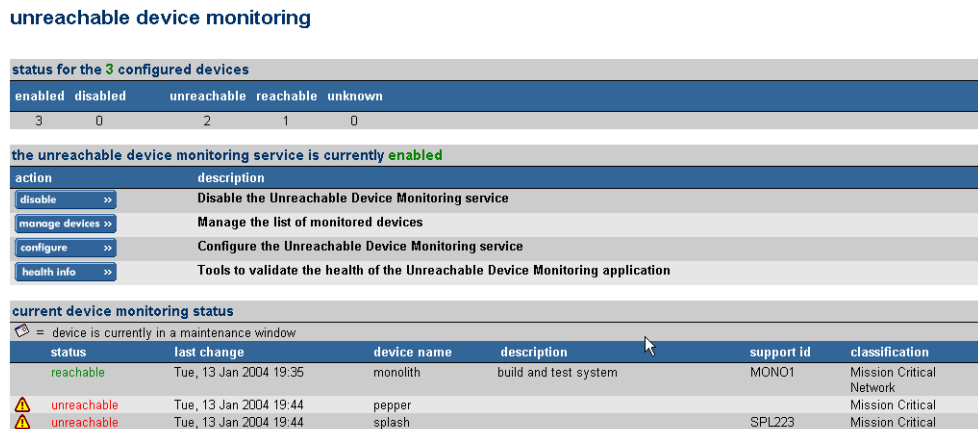 unreachable device monitoring
status for the 3 configured devices
enabled disabled unreachable reachable unknown
3 0 2 1 0
the unreachable device monitoring service is currently enabled
action description
disable » Disable the Unreachable Device Monitoring service
manage devices » Manage the list of monitored devices
configure » Configure the Unreachable Device Monitoring service
health info » Tools to validate the health of the Unreachable Device Monitoring application
current device monitoring status
= device is currently in a maintenance window
status last change device name description support id classification
reachable Tue, 13 Jan 2004 19:35 monolith build and test system MONO1 Mission Critical
Network
unreachable Tue, 13 Jan 2004 19:44 pepper Mission Critical
unreachable Tue, 13 Jan 2004 19:44 splash SPL223 Mission Critical